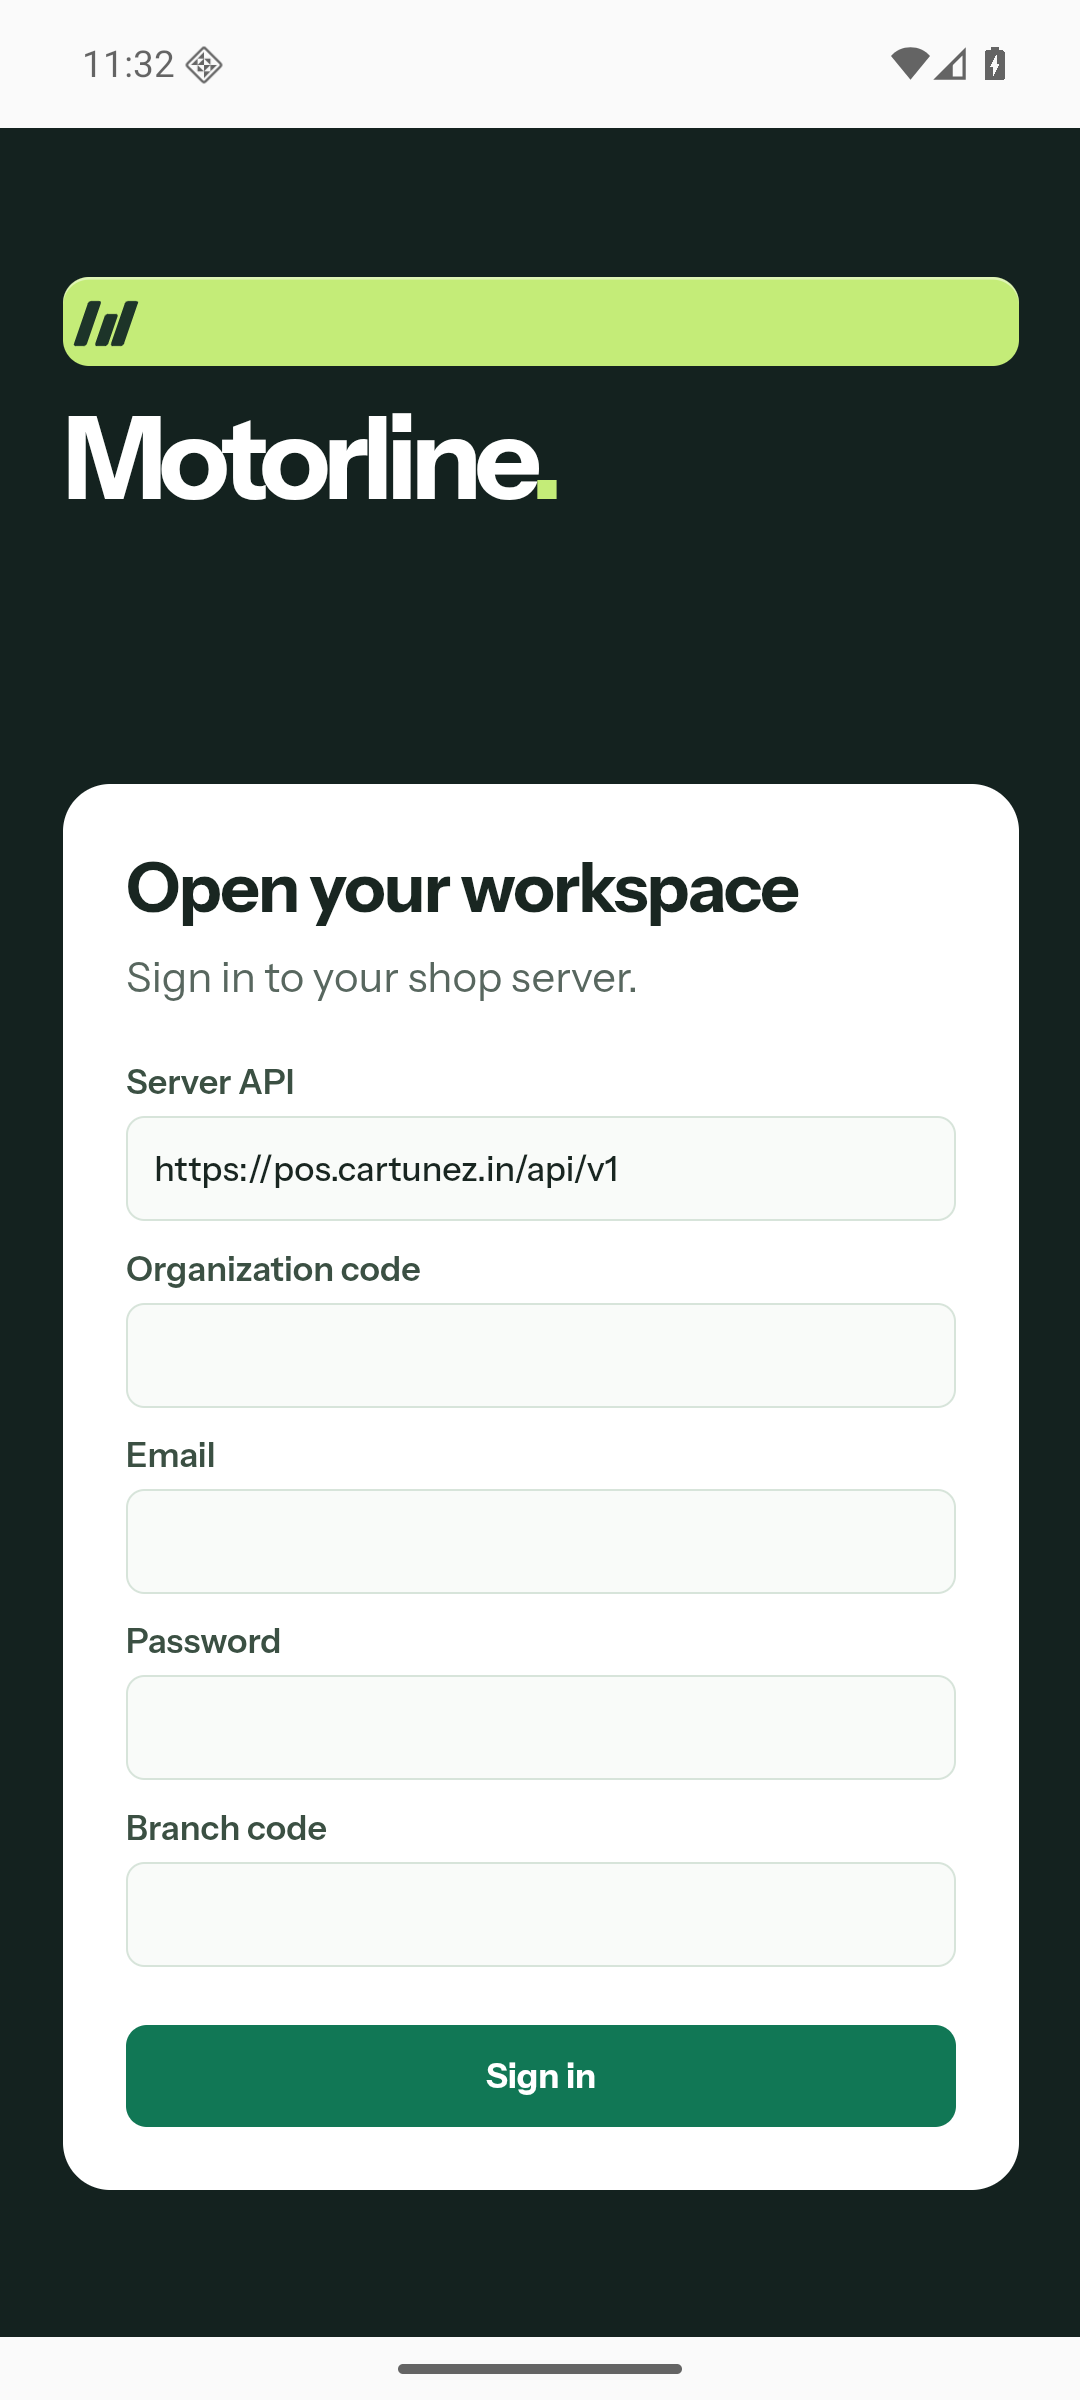 11:32
Motorline.
Open your workspace
Sign in to your shop server.
Server API
https://pos.cartunez.in/api/v1
Organization code
Email
Password
Branch code
Sign in